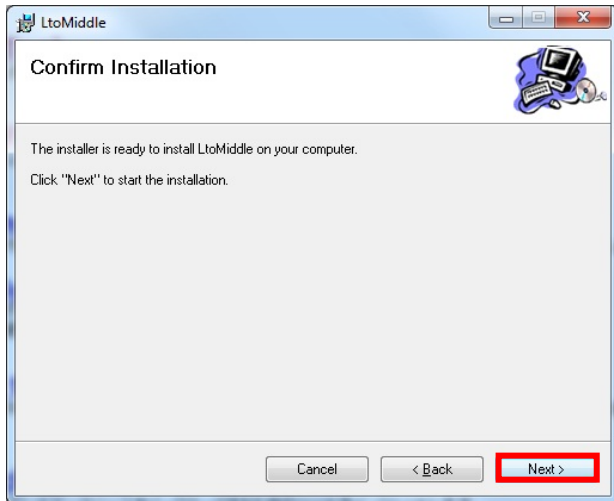 LtoMiddle
Confirm Installation
The installer is ready to install LtoMiddle on your computer.
Click "Next" to start the installation.
Cancel
< Back
Next >